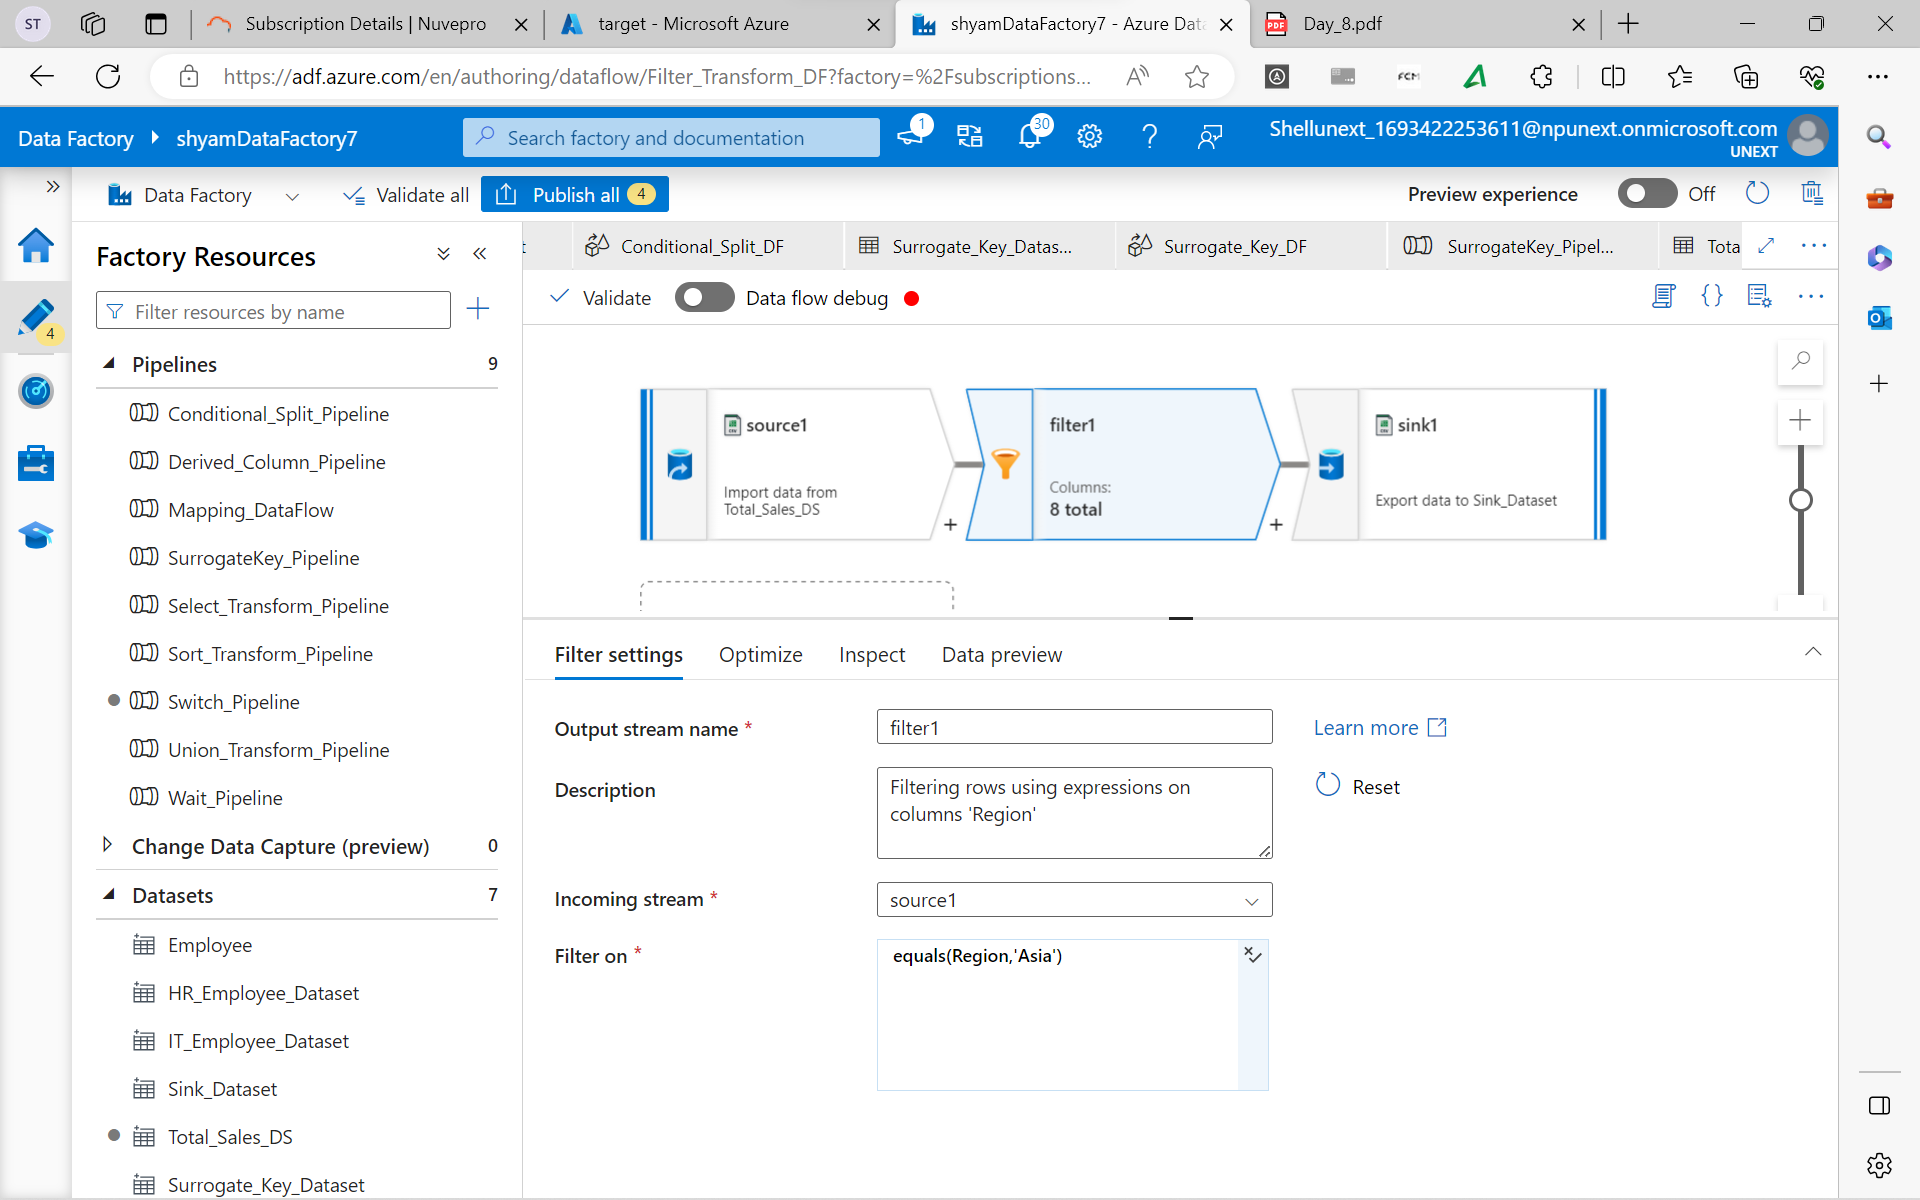 ST
Subscription Details | Nuvepro
target - Microsoft Azure
shyamDataFactory7 - Azure Data
PDF
Day_8.pdf
https://adf.azure.com/en/authoring/dataflow/Filter_Transform_DF?factory=%2Fsubscriptions...
FCM
Data Factory
shyamDataFactory7
Search factory and documentation
1
30
Shellunext_1693422253611@npunext.onmicrosoft.com
UNEXT
Data Factory
Validate all
Publish all
4
Preview experience
Off
4
Factory Resources
Filter resources by name
Pipelines
9
Conditional_Split_Pipeline
Derived_Column_Pipeline
Mapping_DataFlow
SurrogateKey_Pipeline
Select_Transform_Pipeline
Sort_Transform_Pipeline
Switch_Pipeline
Union_Transform_Pipeline
Wait_Pipeline
Change Data Capture (preview)
0
Datasets
7
Employee
HR_Employee_Dataset
IT_Employee_Dataset
Sink_Dataset
Total_Sales_DS
Surrogate_Key_Dataset
t
Conditional_Split_DF
Surrogate_Key_Datas...
Surrogate_Key_DF
SurrogateKey_Pipel...
Tota
Validate
Data flow debug
source1
Import data from
Total_Sales_DS
filter1
Columns:
8 total
sink1
Export data to Sink_Dataset
Filter settings
Optimize
Inspect
Data preview
Output stream name *
filter1
Learn more
Description
Filtering rows using expressions on
columns 'Region'
Reset
Incoming stream *
source1
Filter on *
equals(Region,'Asia')